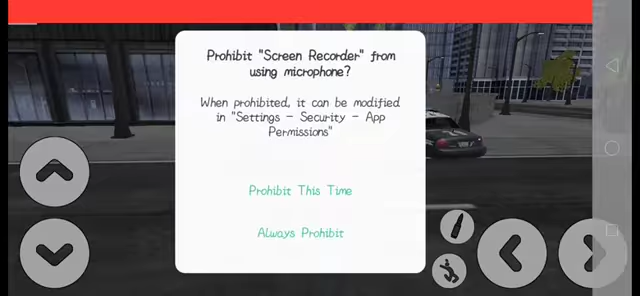 Prohibit "Screen Recorder" from
using microphone?
When prohibited, it can be modified
in "Settings - Security - App
Permissions"
Prohibit This Time
Always Prohibit